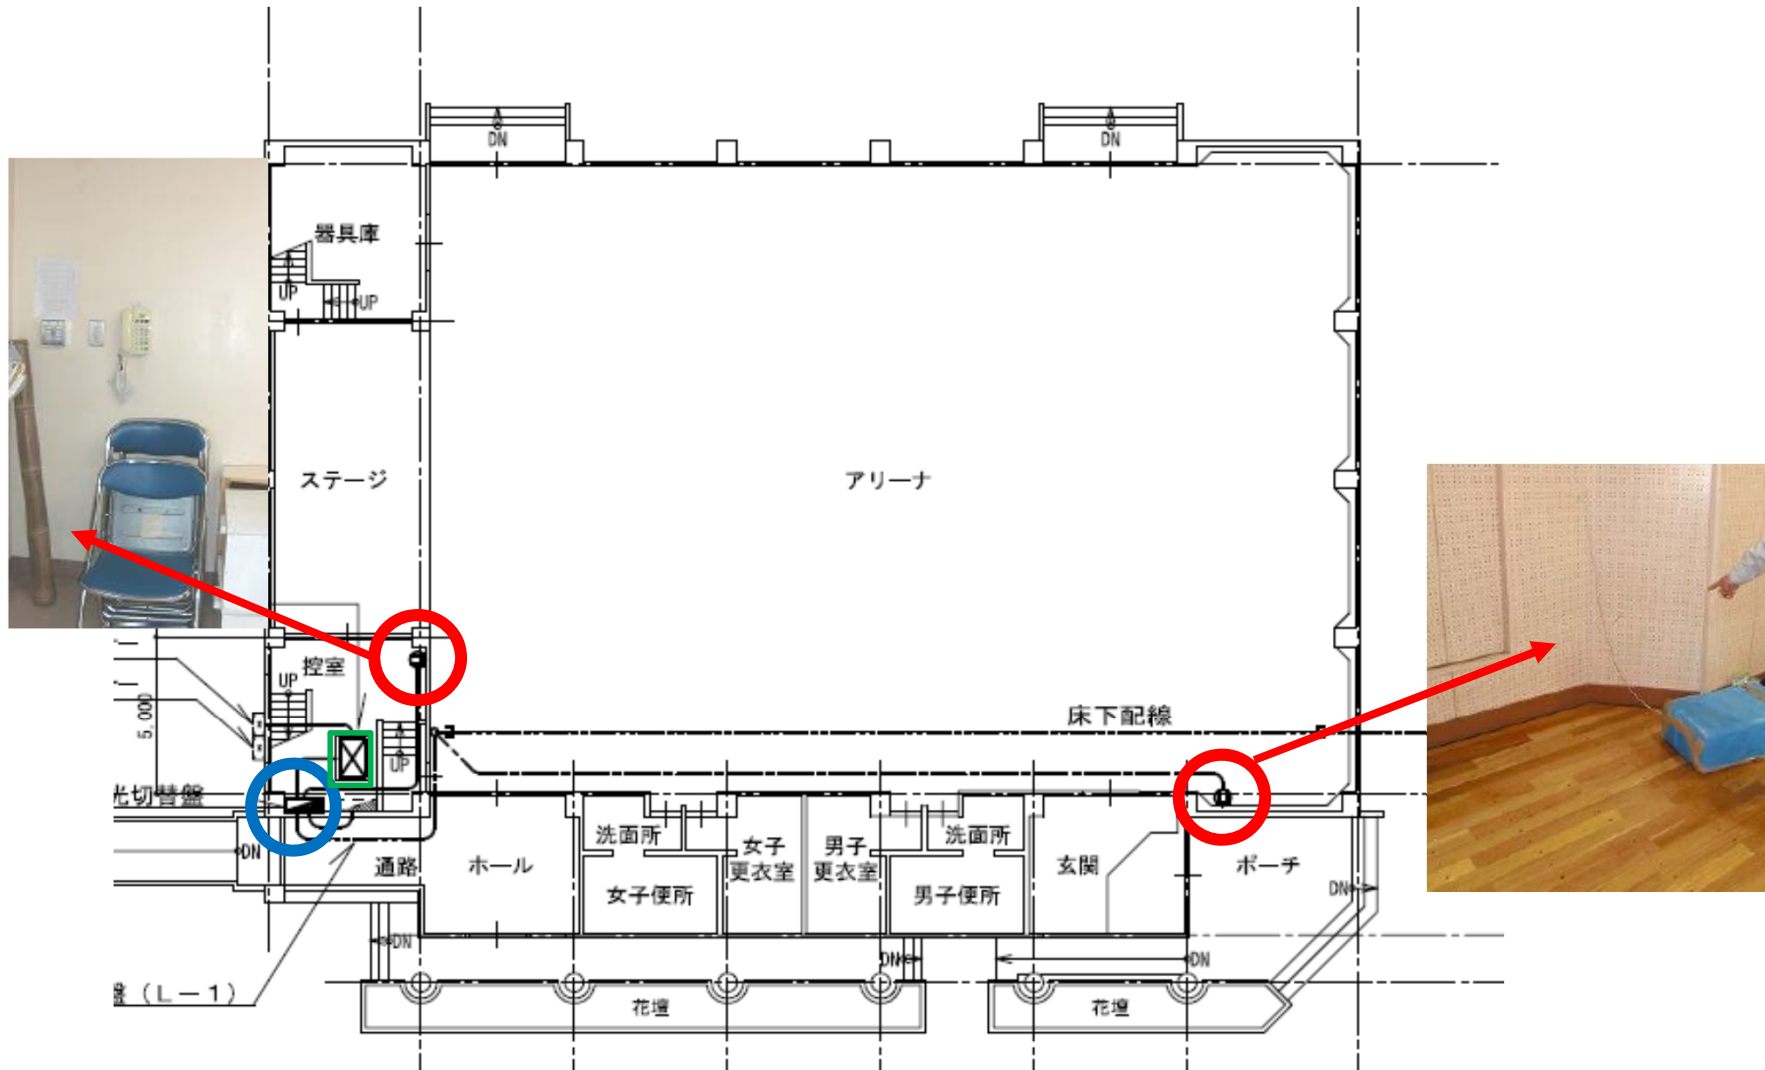 DN
DN
器具庫
UP
UP
ステージ
アリーナ
控室
UP
5,000
UP
床下配線
光切替盤
DN
通路
ホール
洗面所
女子便所
女子
更衣室
男子
更衣室
洗面所
男子便所
玄関
ポーチ
DN
DN
DN
DN
盤(L-1)
花壇
花壇